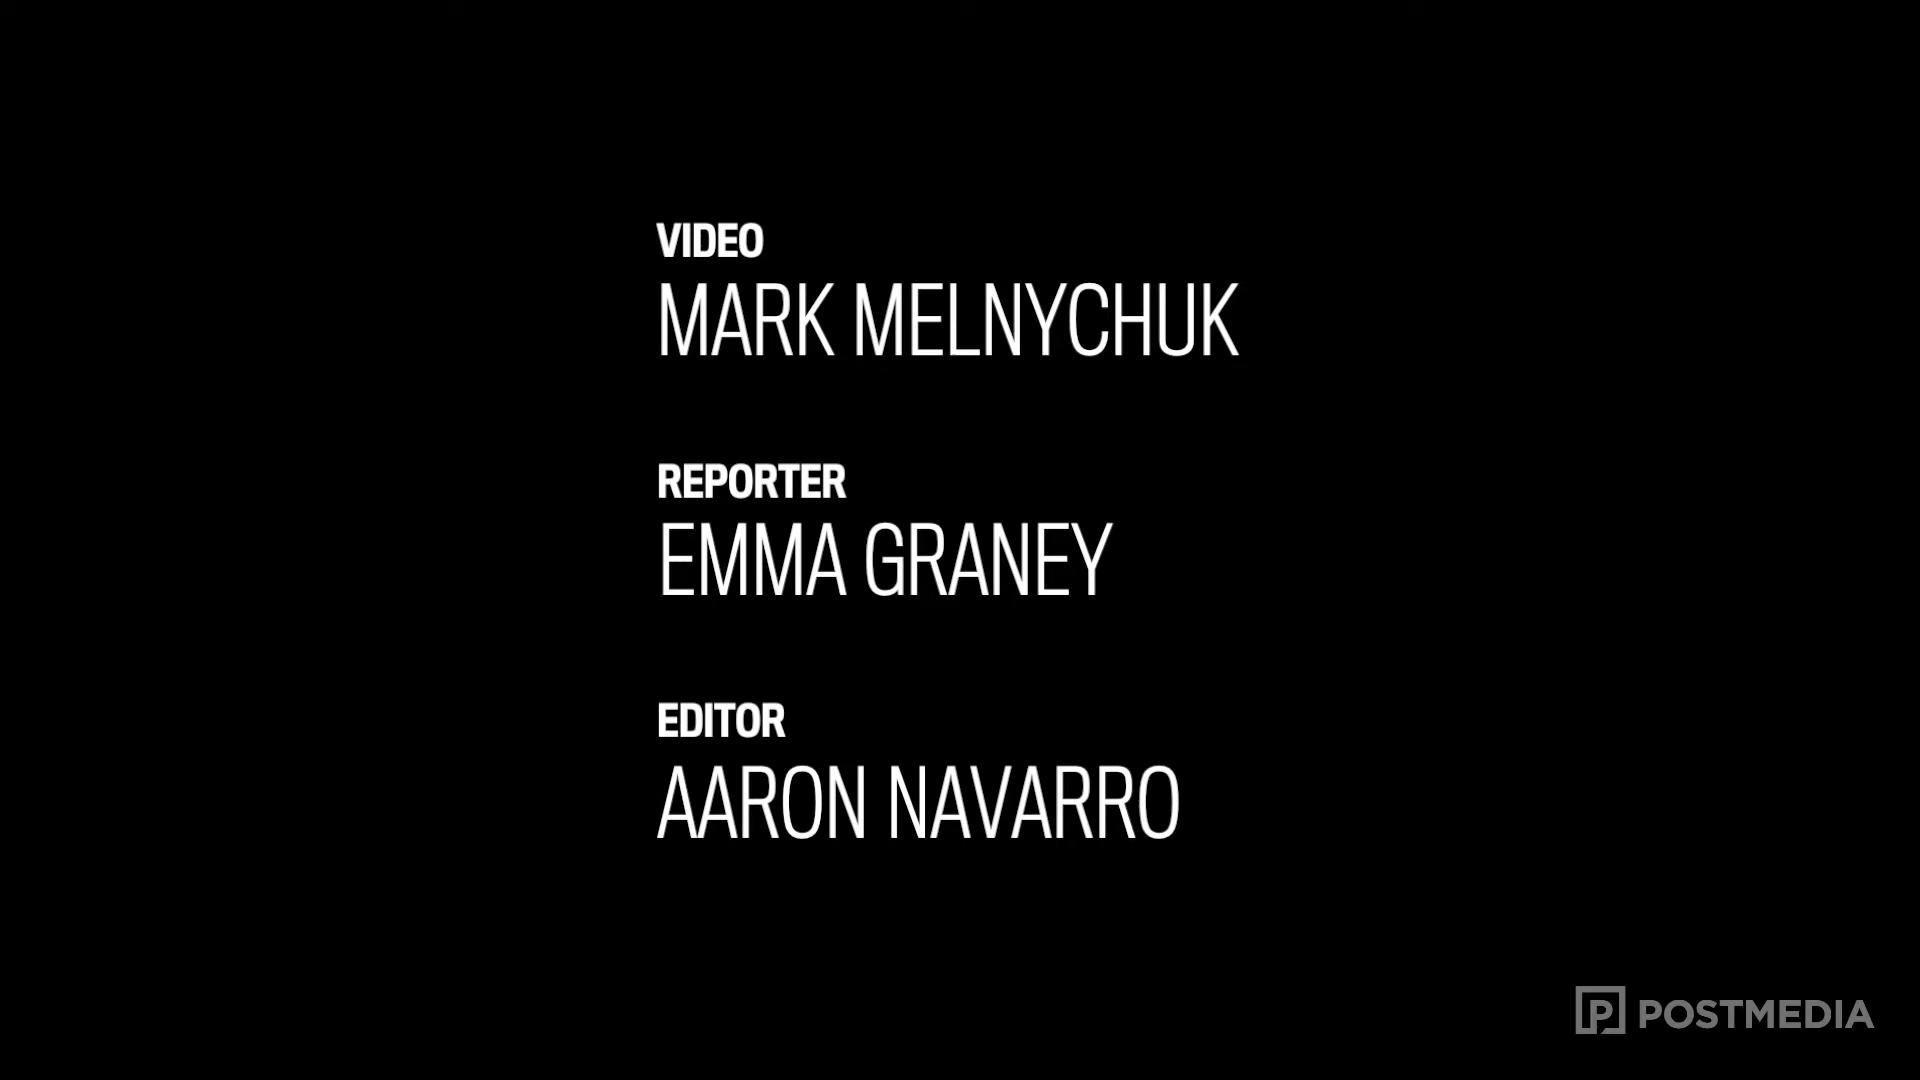 VIDEO
MARK MELNYCHUK
REPORTER
EMMA GRANEY
EDITOR
AARON NAVARRO
P POSTMEDIA